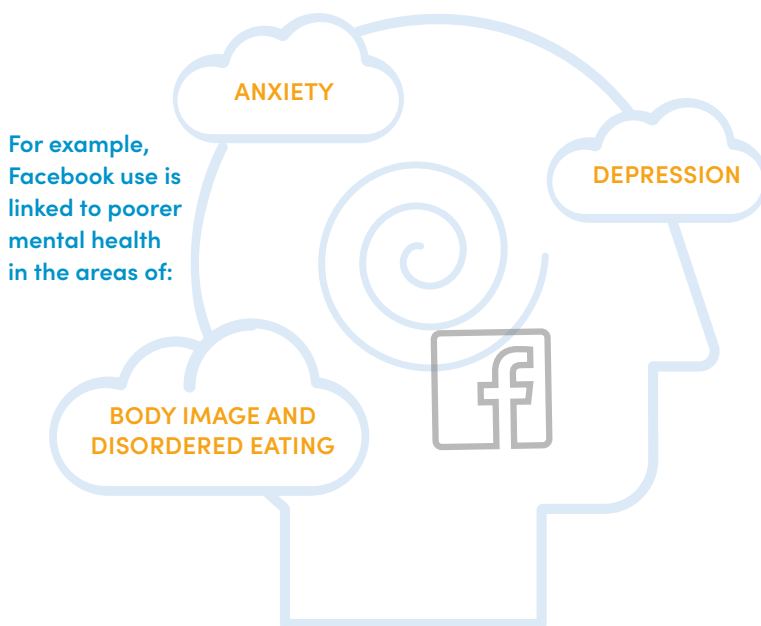 ANXIETY
For example,
Facebook use is
linked to poorer
mental health
in the areas of:
DEPRESSION
BODY IMAGE AND
DISORDERED EATING
f